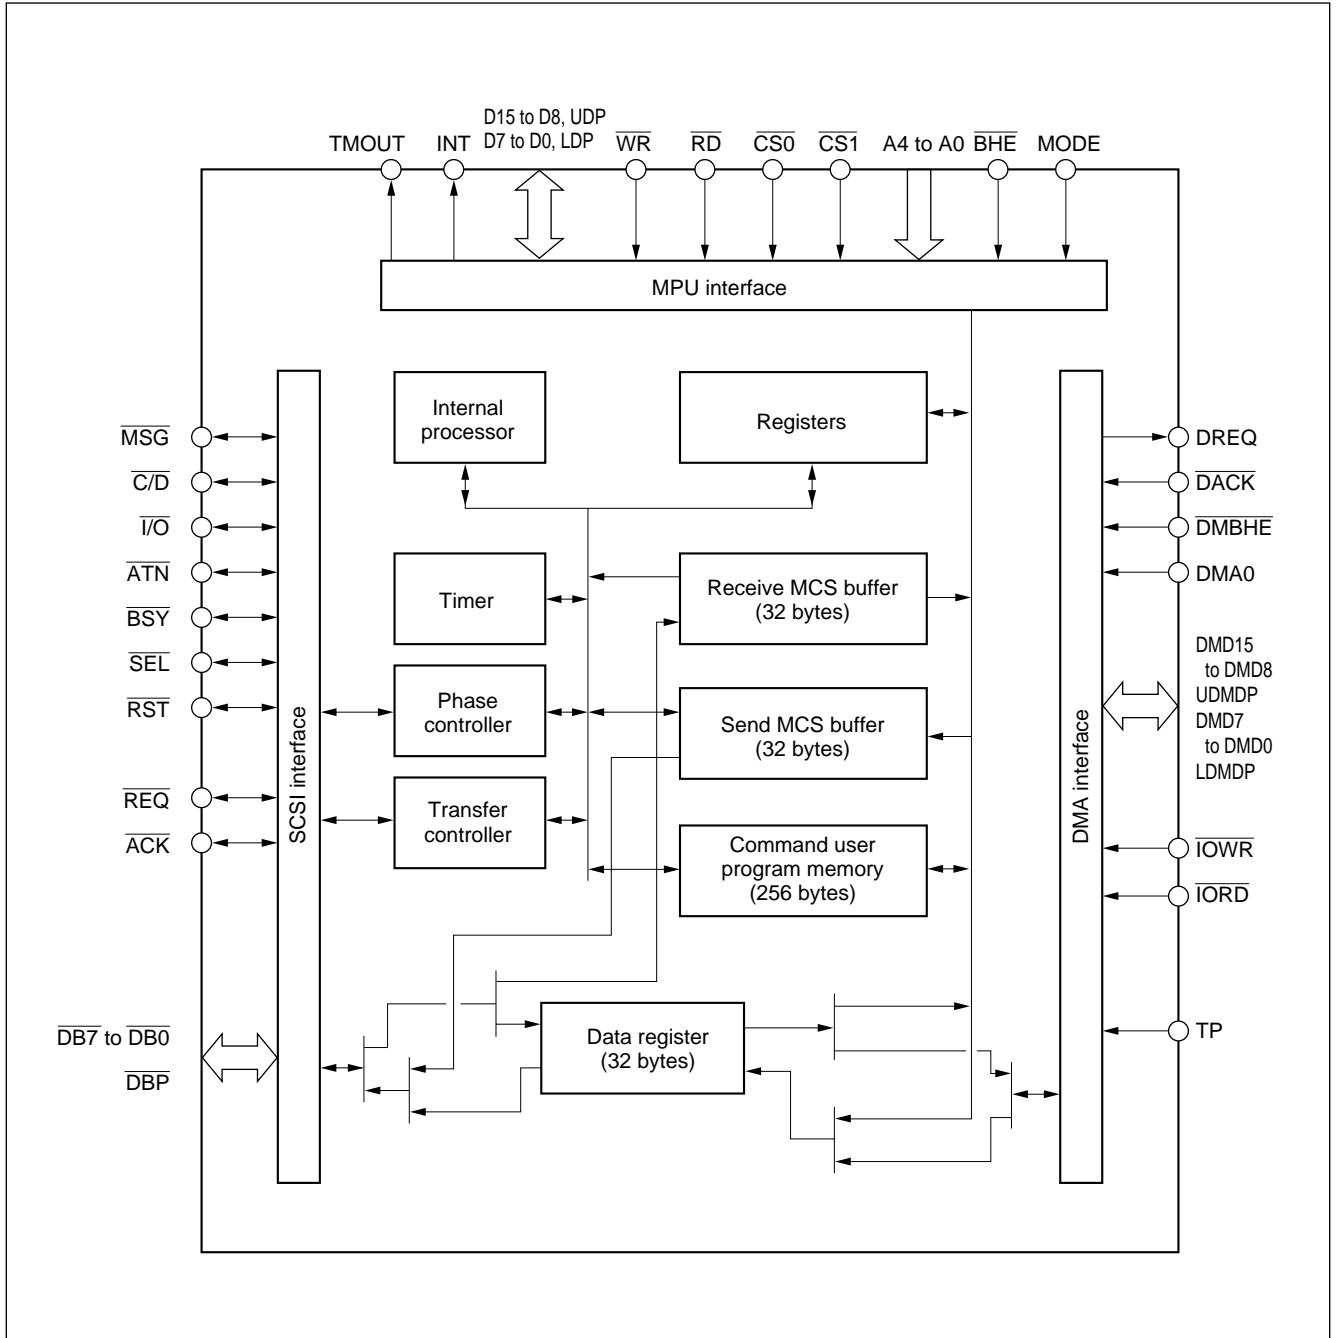 D15 to D8, UDP
D7 to D0, LDP
TMOUT
INT
WR
RD
CS0
CS1
A4 to A0
BHE
MODE
MPU interface
Internal
processor
Registers
MSG
C/D
I/O
ATN
BSY
SEL
RST
REQ
ACK
DB7 to DB0
DBP
SCSI interface
Timer
Receive MCS buffer
(32 bytes)
Phase
controller
Send MCS buffer
(32 bytes)
Transfer
controller
Command user
program memory
(256 bytes)
Data register
(32 bytes)
DMA interface
DREQ
DACK
DMBHE
DMA0
DMD15
to DMD8
UDMDP
DMD7
to DMD0
LDMDP
IOWR
IORD
TP